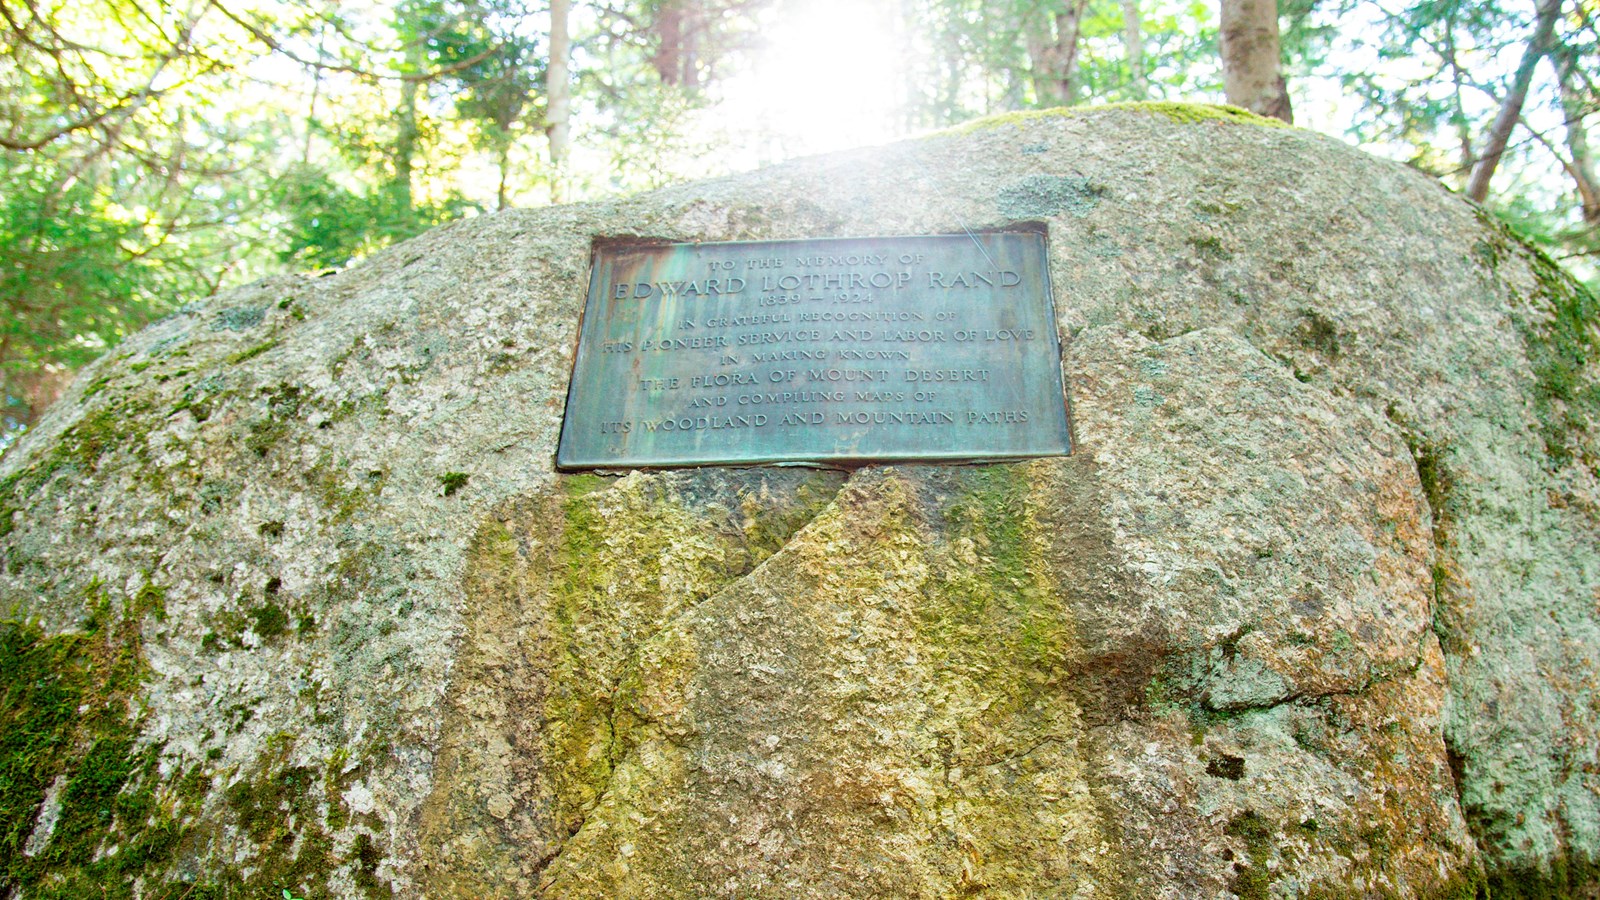 TO THE MEMORY OF
EDWARD LOTHROP RAND
1859 – 1924
IN GRATEFUL RECOGNITION OF
HIS PIONEER SERVICE AND LABOR OF LOVE
IN MAKING KNOWN
THE FLORA OF MOUNT DESERT
AND COMPILING MAPS OF
ITS WOODLAND AND MOUNTAIN PATHS